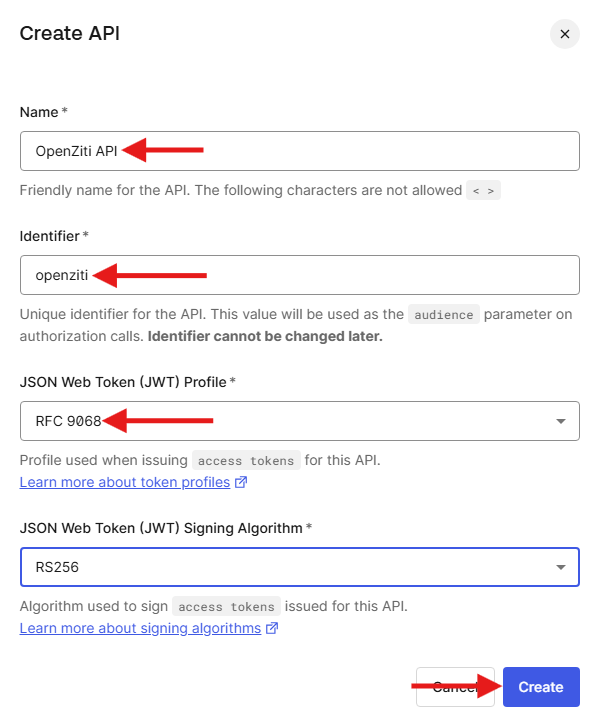 Create API
Name *
OpenZiti API
Friendly name for the API. The following characters are not allowed < >
Identifier *
openziti
Unique identifier for the API. This value will be used as the audience parameter on
authorization calls. Identifier cannot be changed later.
JSON Web Token (JWT) Profile *
RFC 9068
Profile used when issuing access tokens for this API.
Learn more about token profiles
JSON Web Token (JWT) Signing Algorithm *
RS256
Algorithm used to sign access tokens issued for this API.
Learn more about signing algorithms
Cancel Create